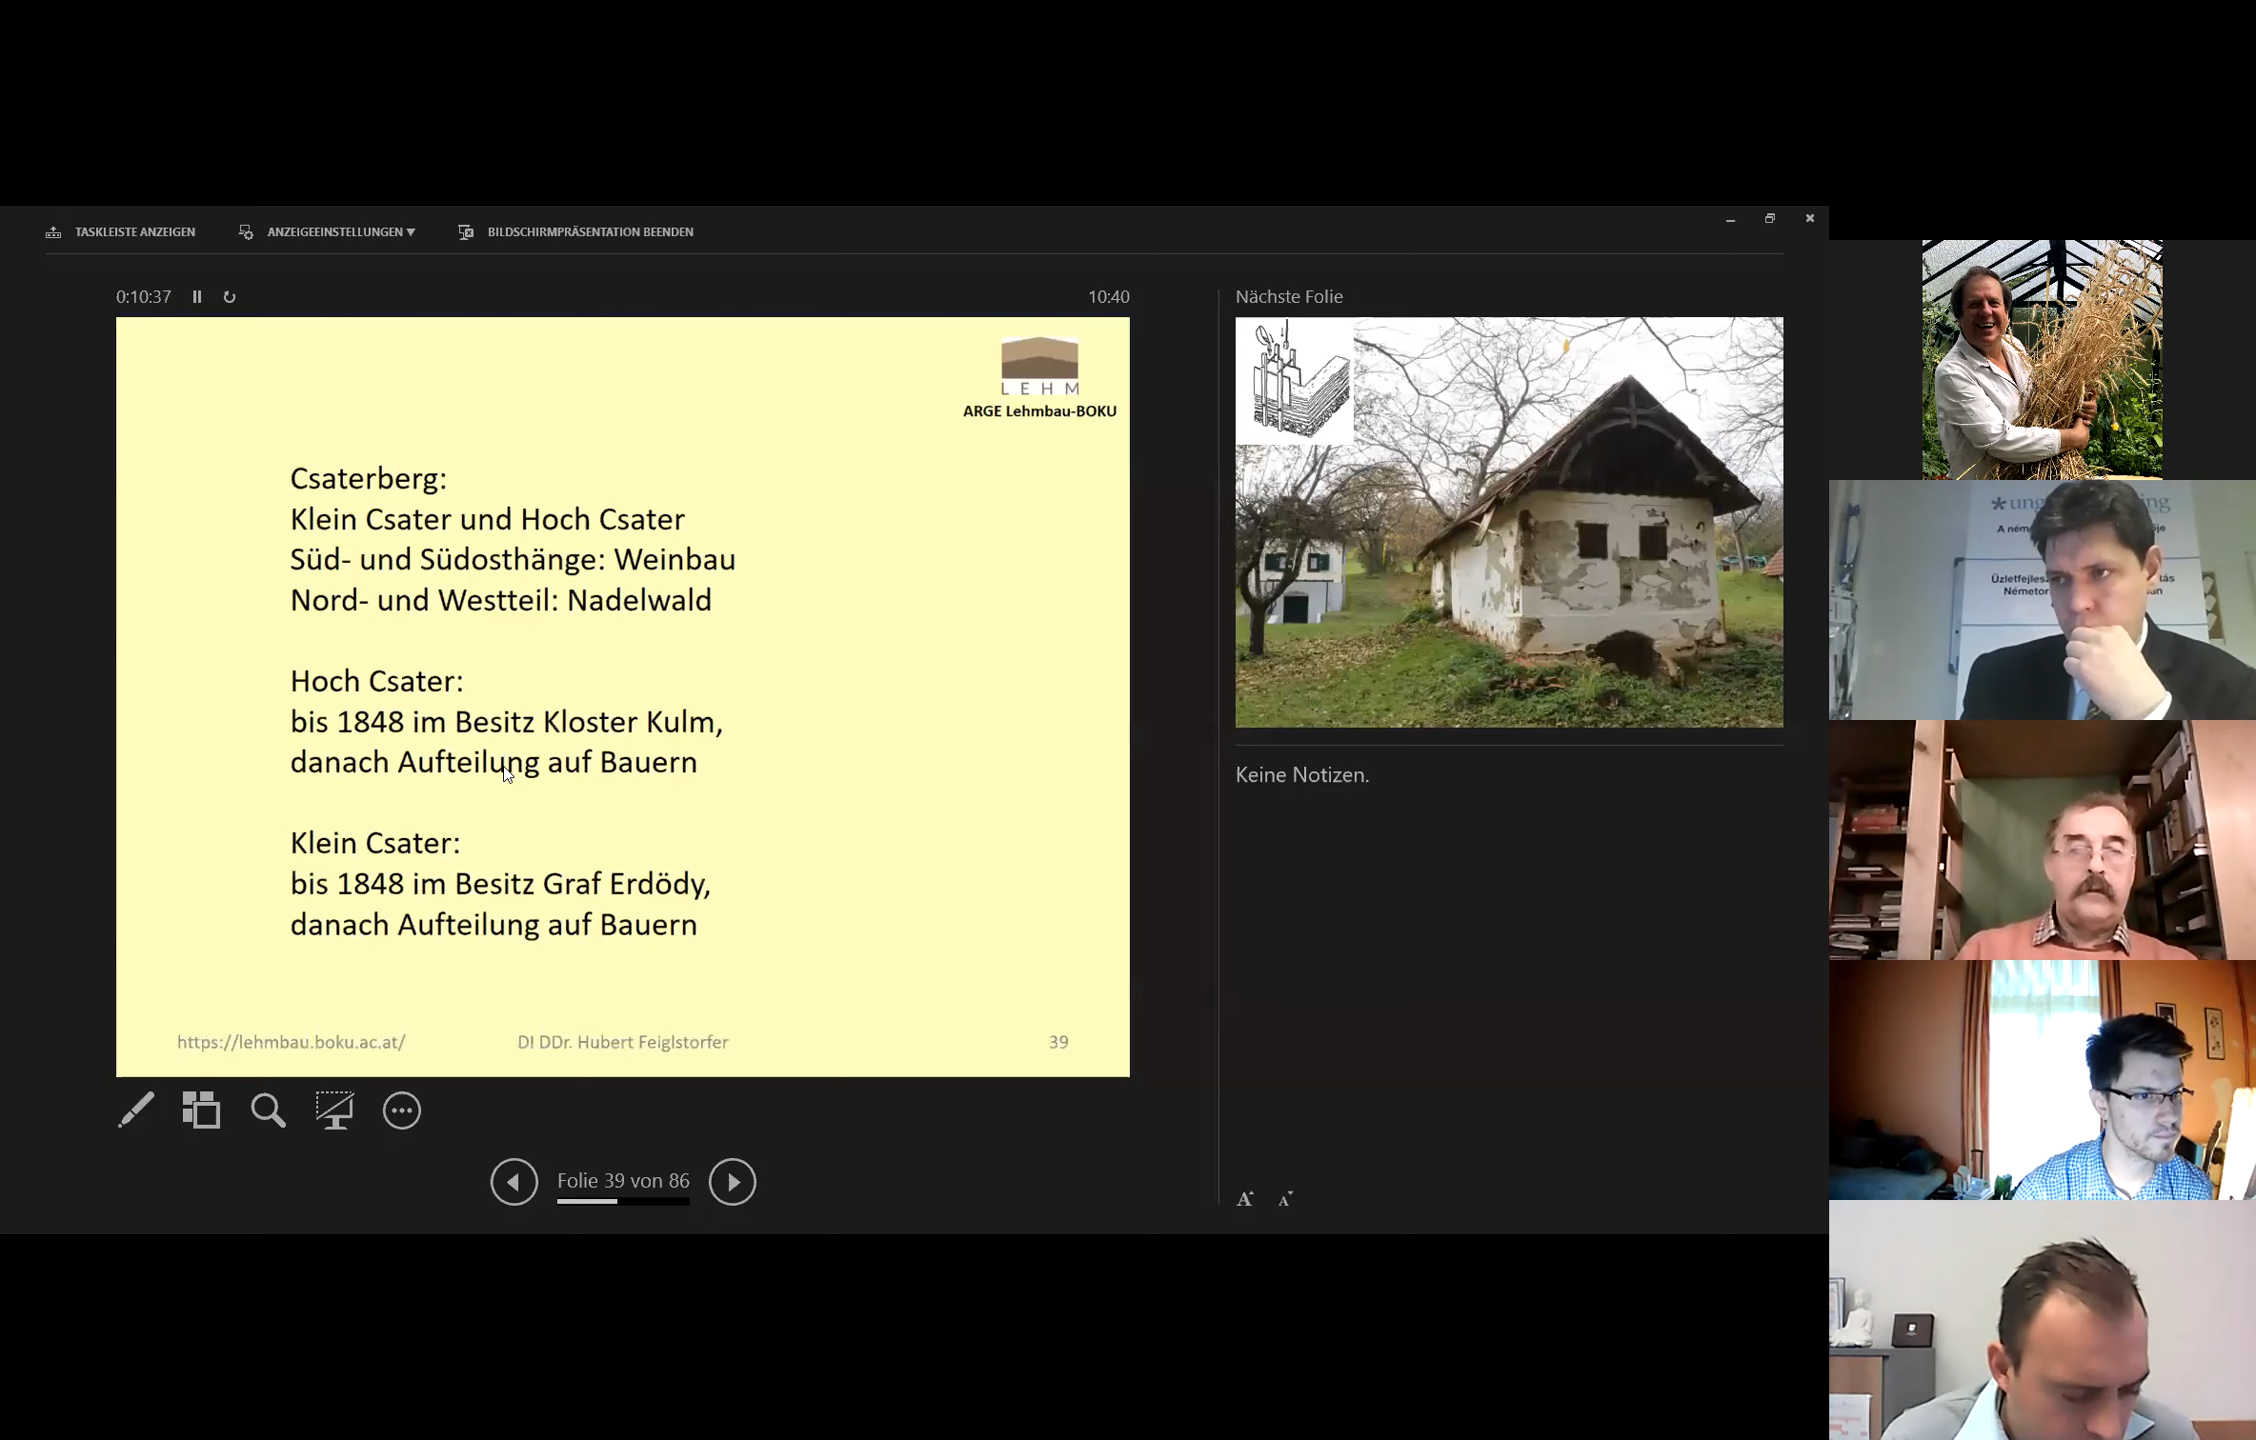 TASKLEISTE ANZEIGEN
ANZEIGEEINSTELLUNGEN ▼
BILDSCHIRMPRÄSENTATION BEENDEN
0:10:37
10:40
LEHM
ARGE Lehmbau-BOKU
Csaterberg:
Klein Csater und Hoch Csater
Süd- und Südosthänge: Weinbau
Nord- und Westteil: Nadelwald
Hoch Csater:
bis 1848 im Besitz Kloster Kulm,
danach Aufteilung auf Bauern
Klein Csater:
bis 1848 im Besitz Graf Erdödy,
danach Aufteilung auf Bauern
https://lehmbau.boku.ac.at/
DI DDr. Hubert Feiglstorfer
39
Folie 39 von 86
Nächste Folie
Keine Notizen.
A
A